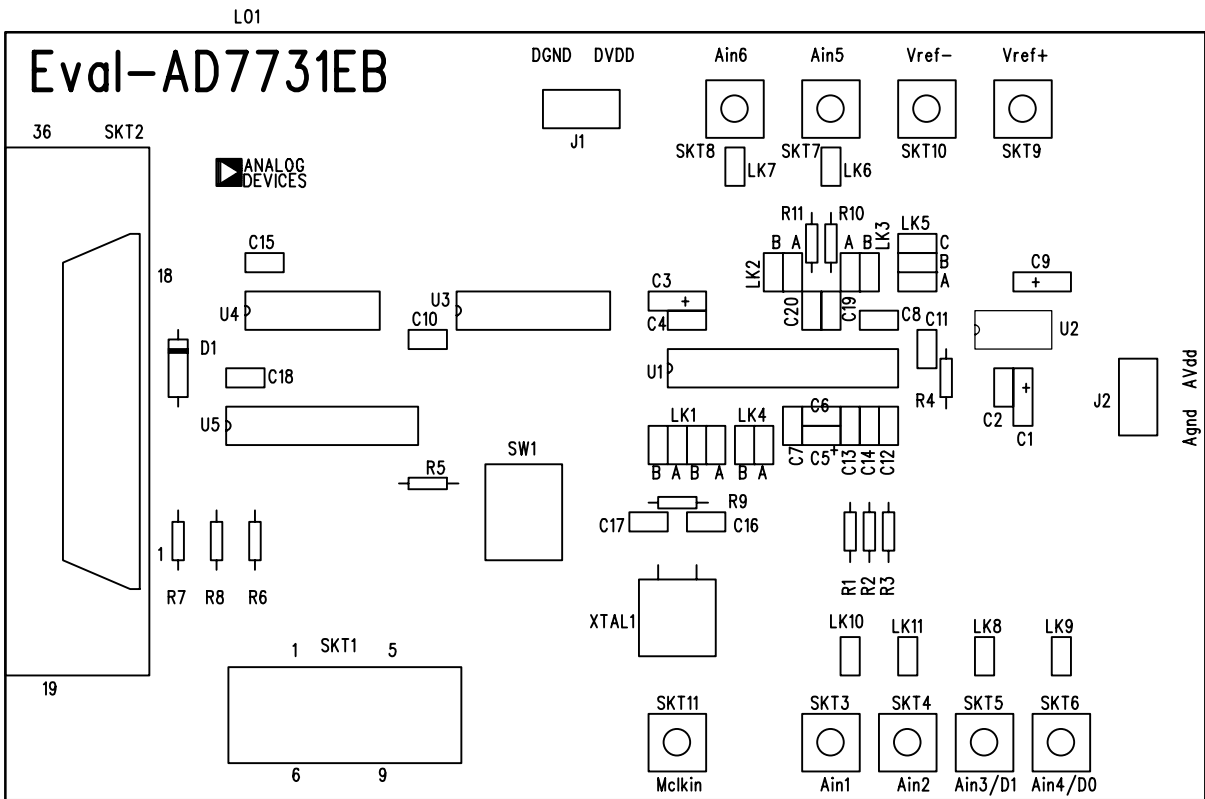 LO1
Eval-AD7731EB
DGND DVDD
Ain6
Ain5
Vref-
Vref+
36 SKT2
J1
SKT8
SKT7
SKT10
SKT9
ANALOG
DEVICES
LK7
LK6
R11 R10
LK3
LK5
B A
A B
C
B
A
LK2
C15
18
C3
+
C9
+
U4
U3
C10
C4
C20
C19
C8
C11
U2
D1
C18
U1
R4
C2
+
C1
J2
Agnd AVdd
U5
LK1
LK4
C6
C7
C5
+
C13
C14
C12
B A B A
B A
R5
SW1
R9
C17
C16
1
R7
R8
R6
R1
R2
R3
XTAL1
LK10
LK11
LK8
LK9
1 SKT1 5
19
SKT11
SKT3
SKT4
SKT5
SKT6
6 9
Mclkin
Ain1
Ain2
Ain3/D1
Ain4/D0